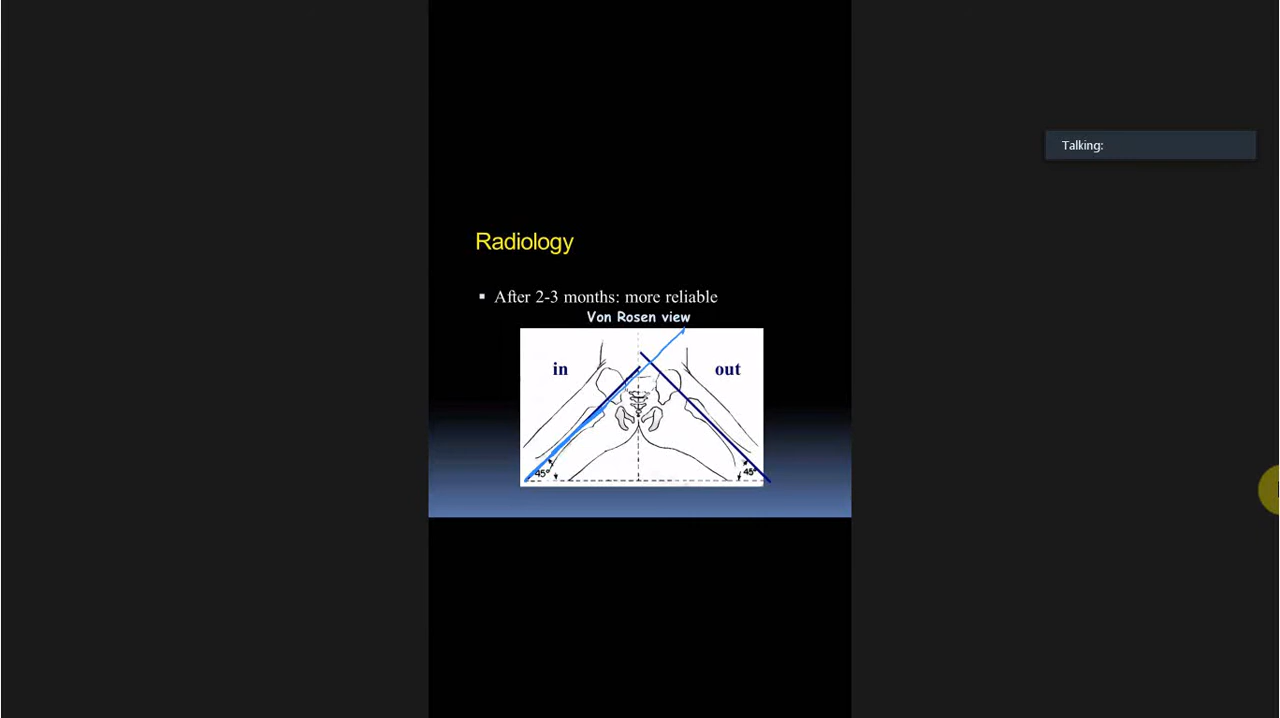 Talking:
Radiology
▪ After 2-3 months: more reliable
Von Rosen view
in
out
45°
45°